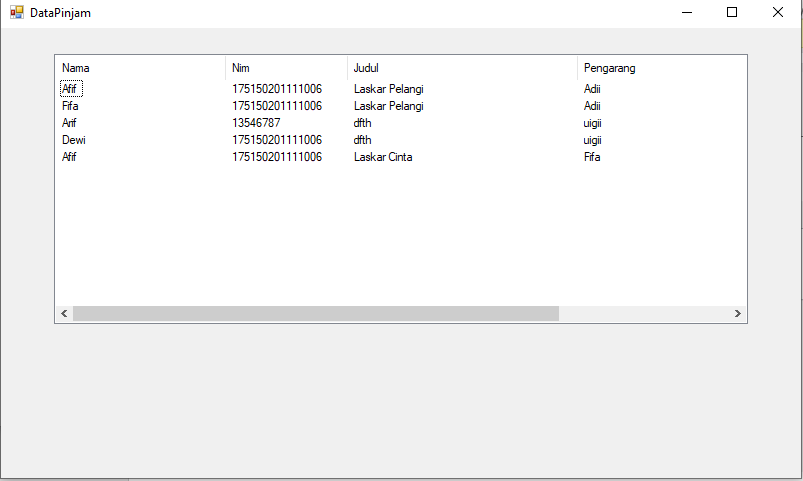 DataPinjam
Nama Nim Judul Pengarang
Afif 175150201111006 Laskar Pelangi Adii
Fifa 175150201111006 Laskar Pelangi Adii
Arif 13546787 dfth uigii
Dewi 175150201111006 dfth uigii
Afif 175150201111006 Laskar Cinta Fifa